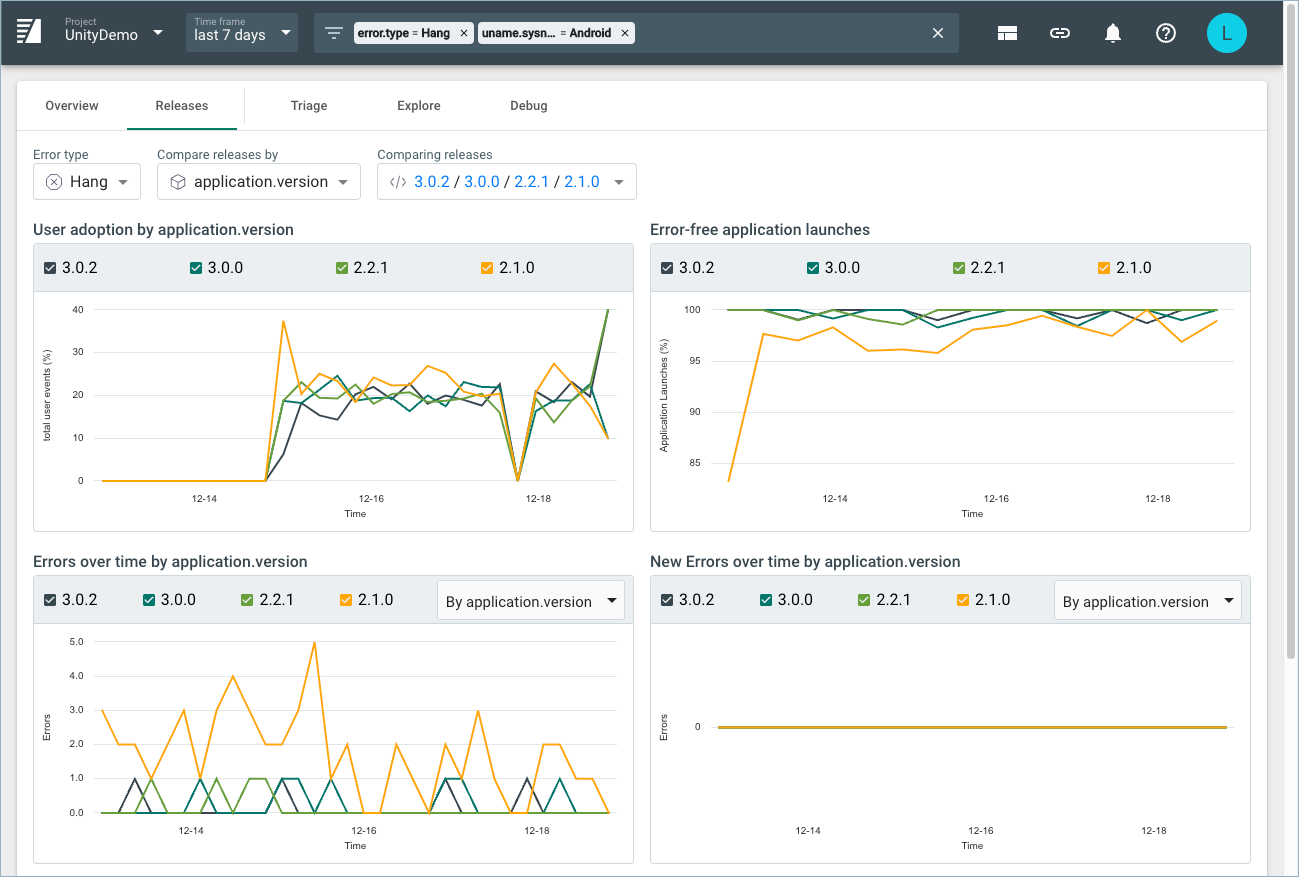 Project
UnityDemo
Time frame
last 7 days
error.type = Hang
uname.sysn... = Android
L
Overview
Releases
Triage
Explore
Debug
Error type
Hang
Compare releases by
application.version
Comparing releases
3.0.2 / 3.0.0 / 2.2.1 / 2.1.0
User adoption by application.version
3.0.2
3.0.0
2.2.1
2.1.0
total user events (%)
40
30
20
10
0
12-14
12-16
12-18
Time
Error-free application launches
3.0.2
3.0.0
2.2.1
2.1.0
Application Launches (%)
100
95
90
85
12-14
12-16
12-18
Time
Errors over time by application.version
3.0.2
3.0.0
2.2.1
2.1.0
By application.version
Errors
5.0
4.0
3.0
2.0
1.0
0.0
12-14
12-16
12-18
Time
New Errors over time by application.version
3.0.2
3.0.0
2.2.1
2.1.0
By application.version
Errors
0
12-14
12-16
12-18
Time